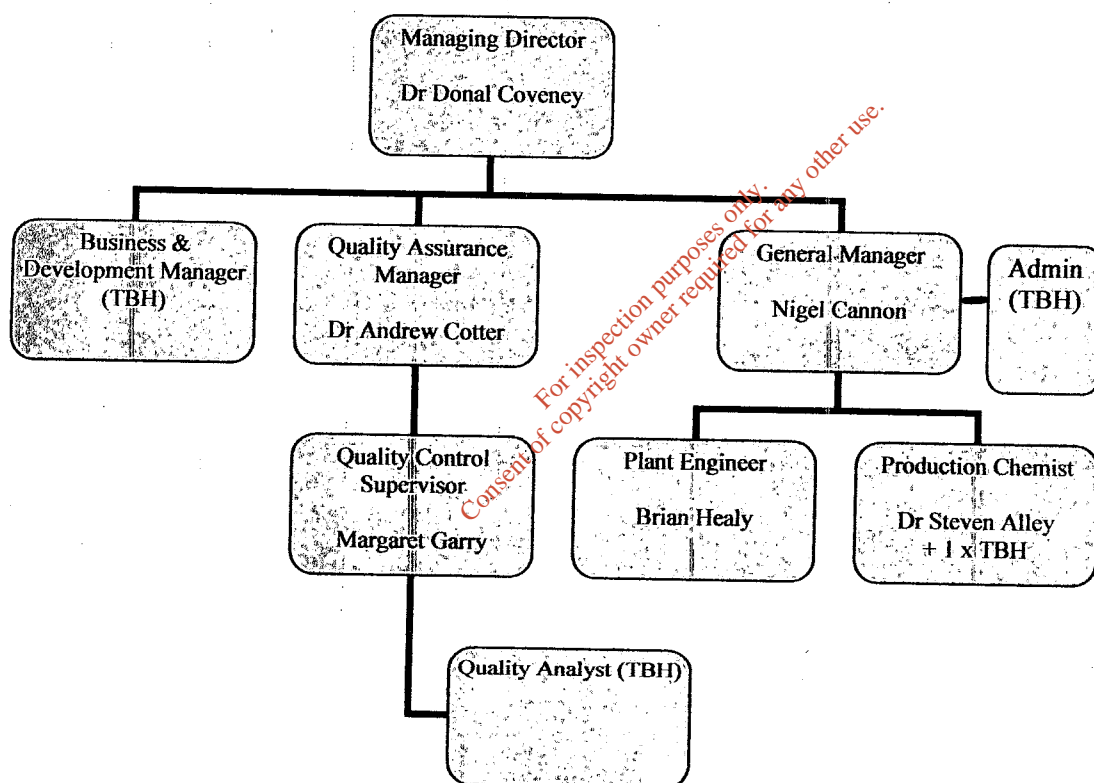 Managing Director
Dr Donal Coveney
Business &
Development Manager
(TBH)
Quality Assurance
Manager
Dr Andrew Cotter
General Manager
Nigel Cannon
Admin
(TBH)
Quality Control
Supervisor
Margaret Garry
Plant Engineer
Brian Healy
Production Chemist
Dr Steven Alley
+ 1 x TBH
Quality Analyst (TBH)
For inspection purposes only.
Consent of copyright owner required for any other use.